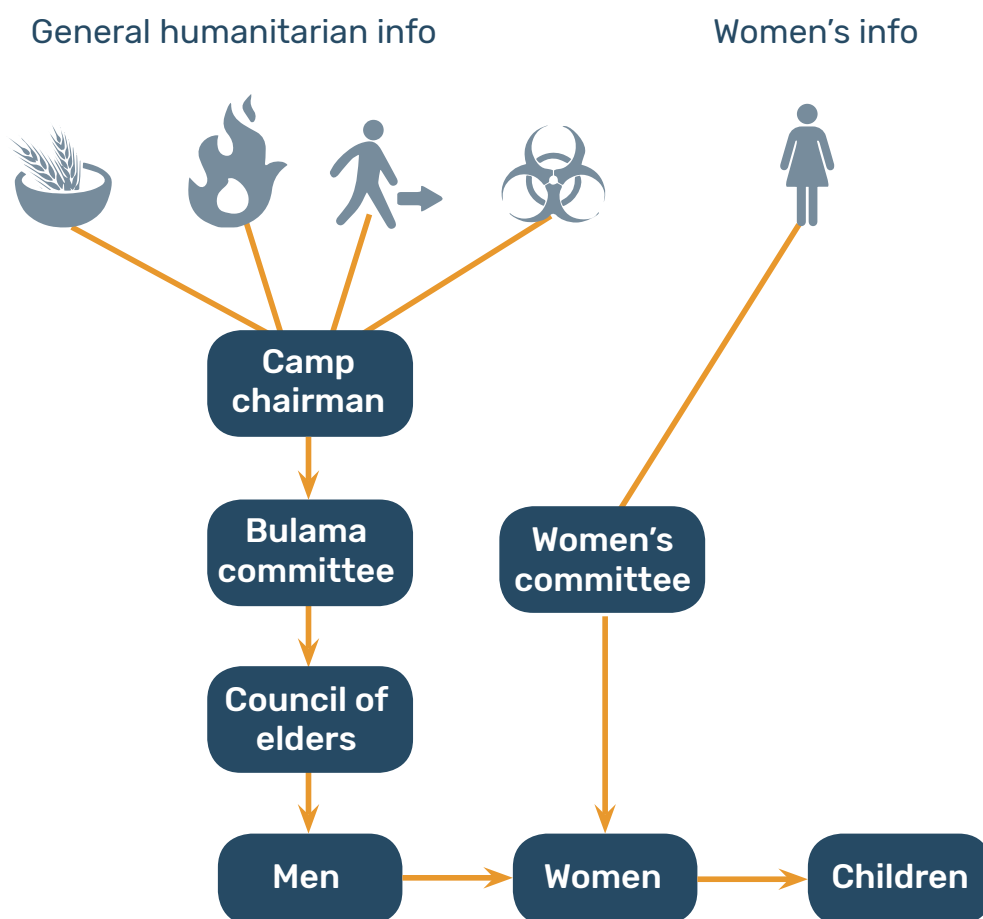 General humanitarian info
Women's info
Camp
chairman
Bulama
committee
Women's
committee
Council of
elders
Men
Women
Children